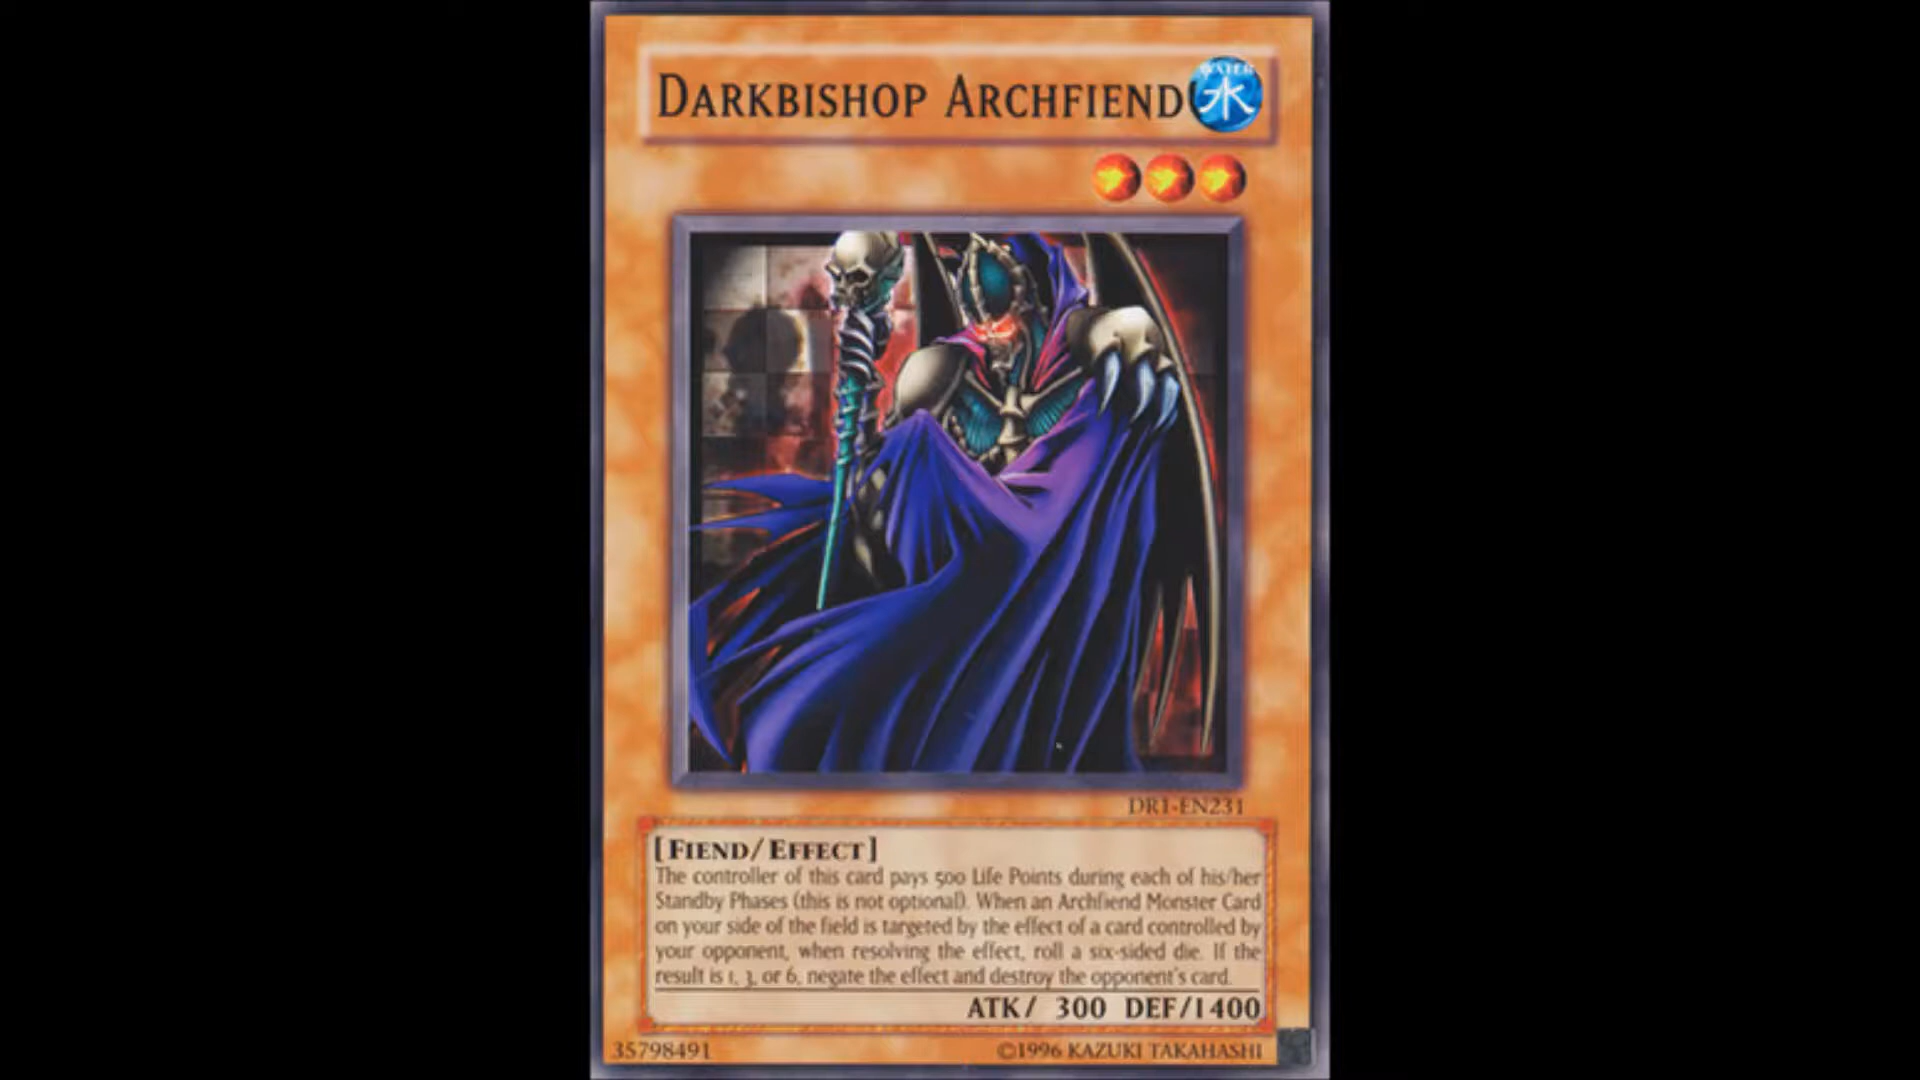 DARKBISHOP ARCHFIEND
WATER
水
DR1-EN231
[FIEND/EFFECT]
The controller of this card pays 500 Life Points during each of his/her
Standby Phases (this is not optional). When an Archfiend Monster Card
on your side of the field is targeted by the effect of a card controlled by
your opponent, when resolving the effect, roll a six-sided die. If the
result is 1, 3, or 6, negate the effect and destroy the opponent's card.
ATK/ 300 DEF/1400
35798491
©1996 KAZUKI TAKAHASHI